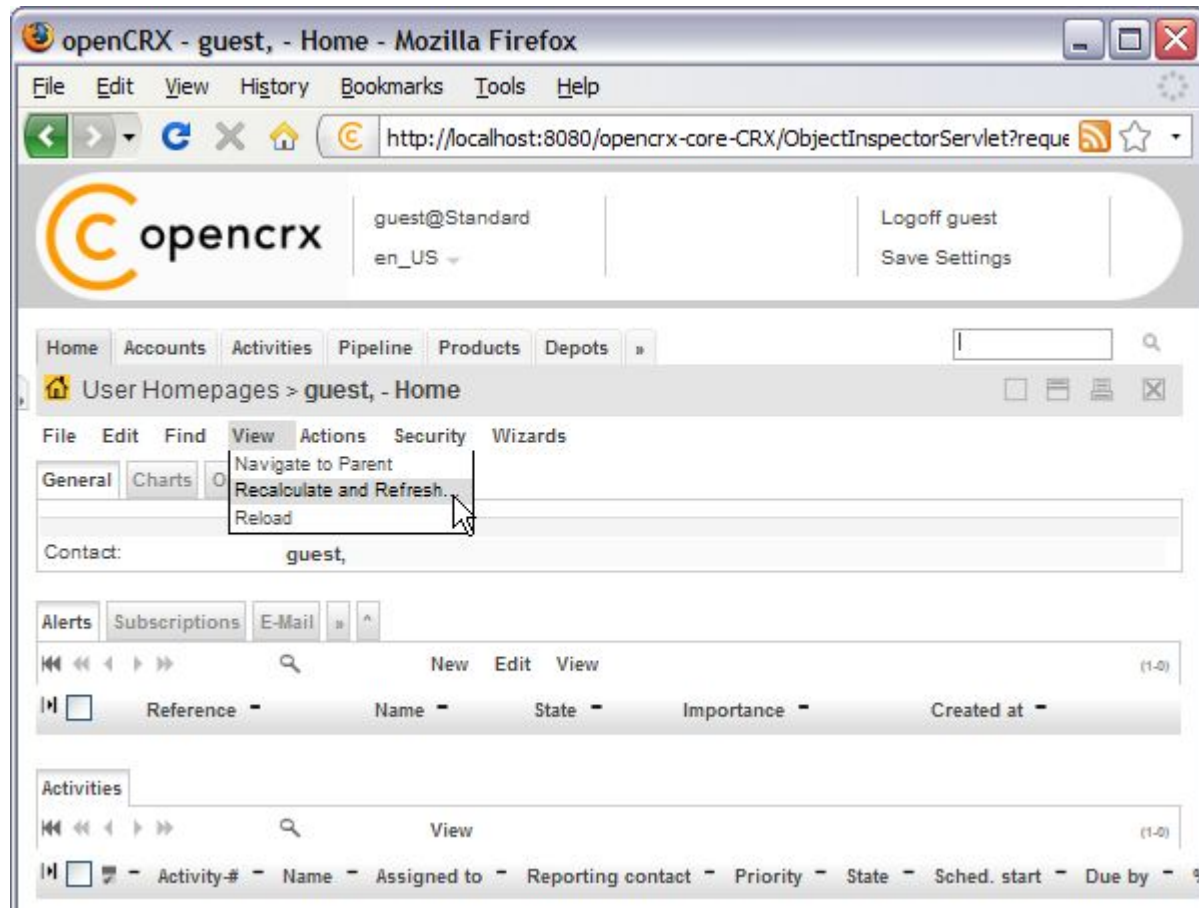 openCRX - guest, - Home - Mozilla Firefox
File Edit View History Bookmarks Tools Help
http://localhost:8080/opencrx-core-CRX/ObjectInspectorServlet?reque
opencrx
guest@Standard Logoff guest
en_US Save Settings
Home Accounts Activities Pipeline Products Depots »
User Homepages > guest, - Home
File Edit Find View Actions Security Wizards
Navigate to Parent
General Charts O
Recalculate and Refresh...
Reload
Contact: guest,
Alerts Subscriptions E-Mail » ^
New Edit View (1-0)
Reference Name State Importance Created at
Activities
View (1-0)
Activity-# Name Assigned to Reporting contact Priority State Sched. start Due by